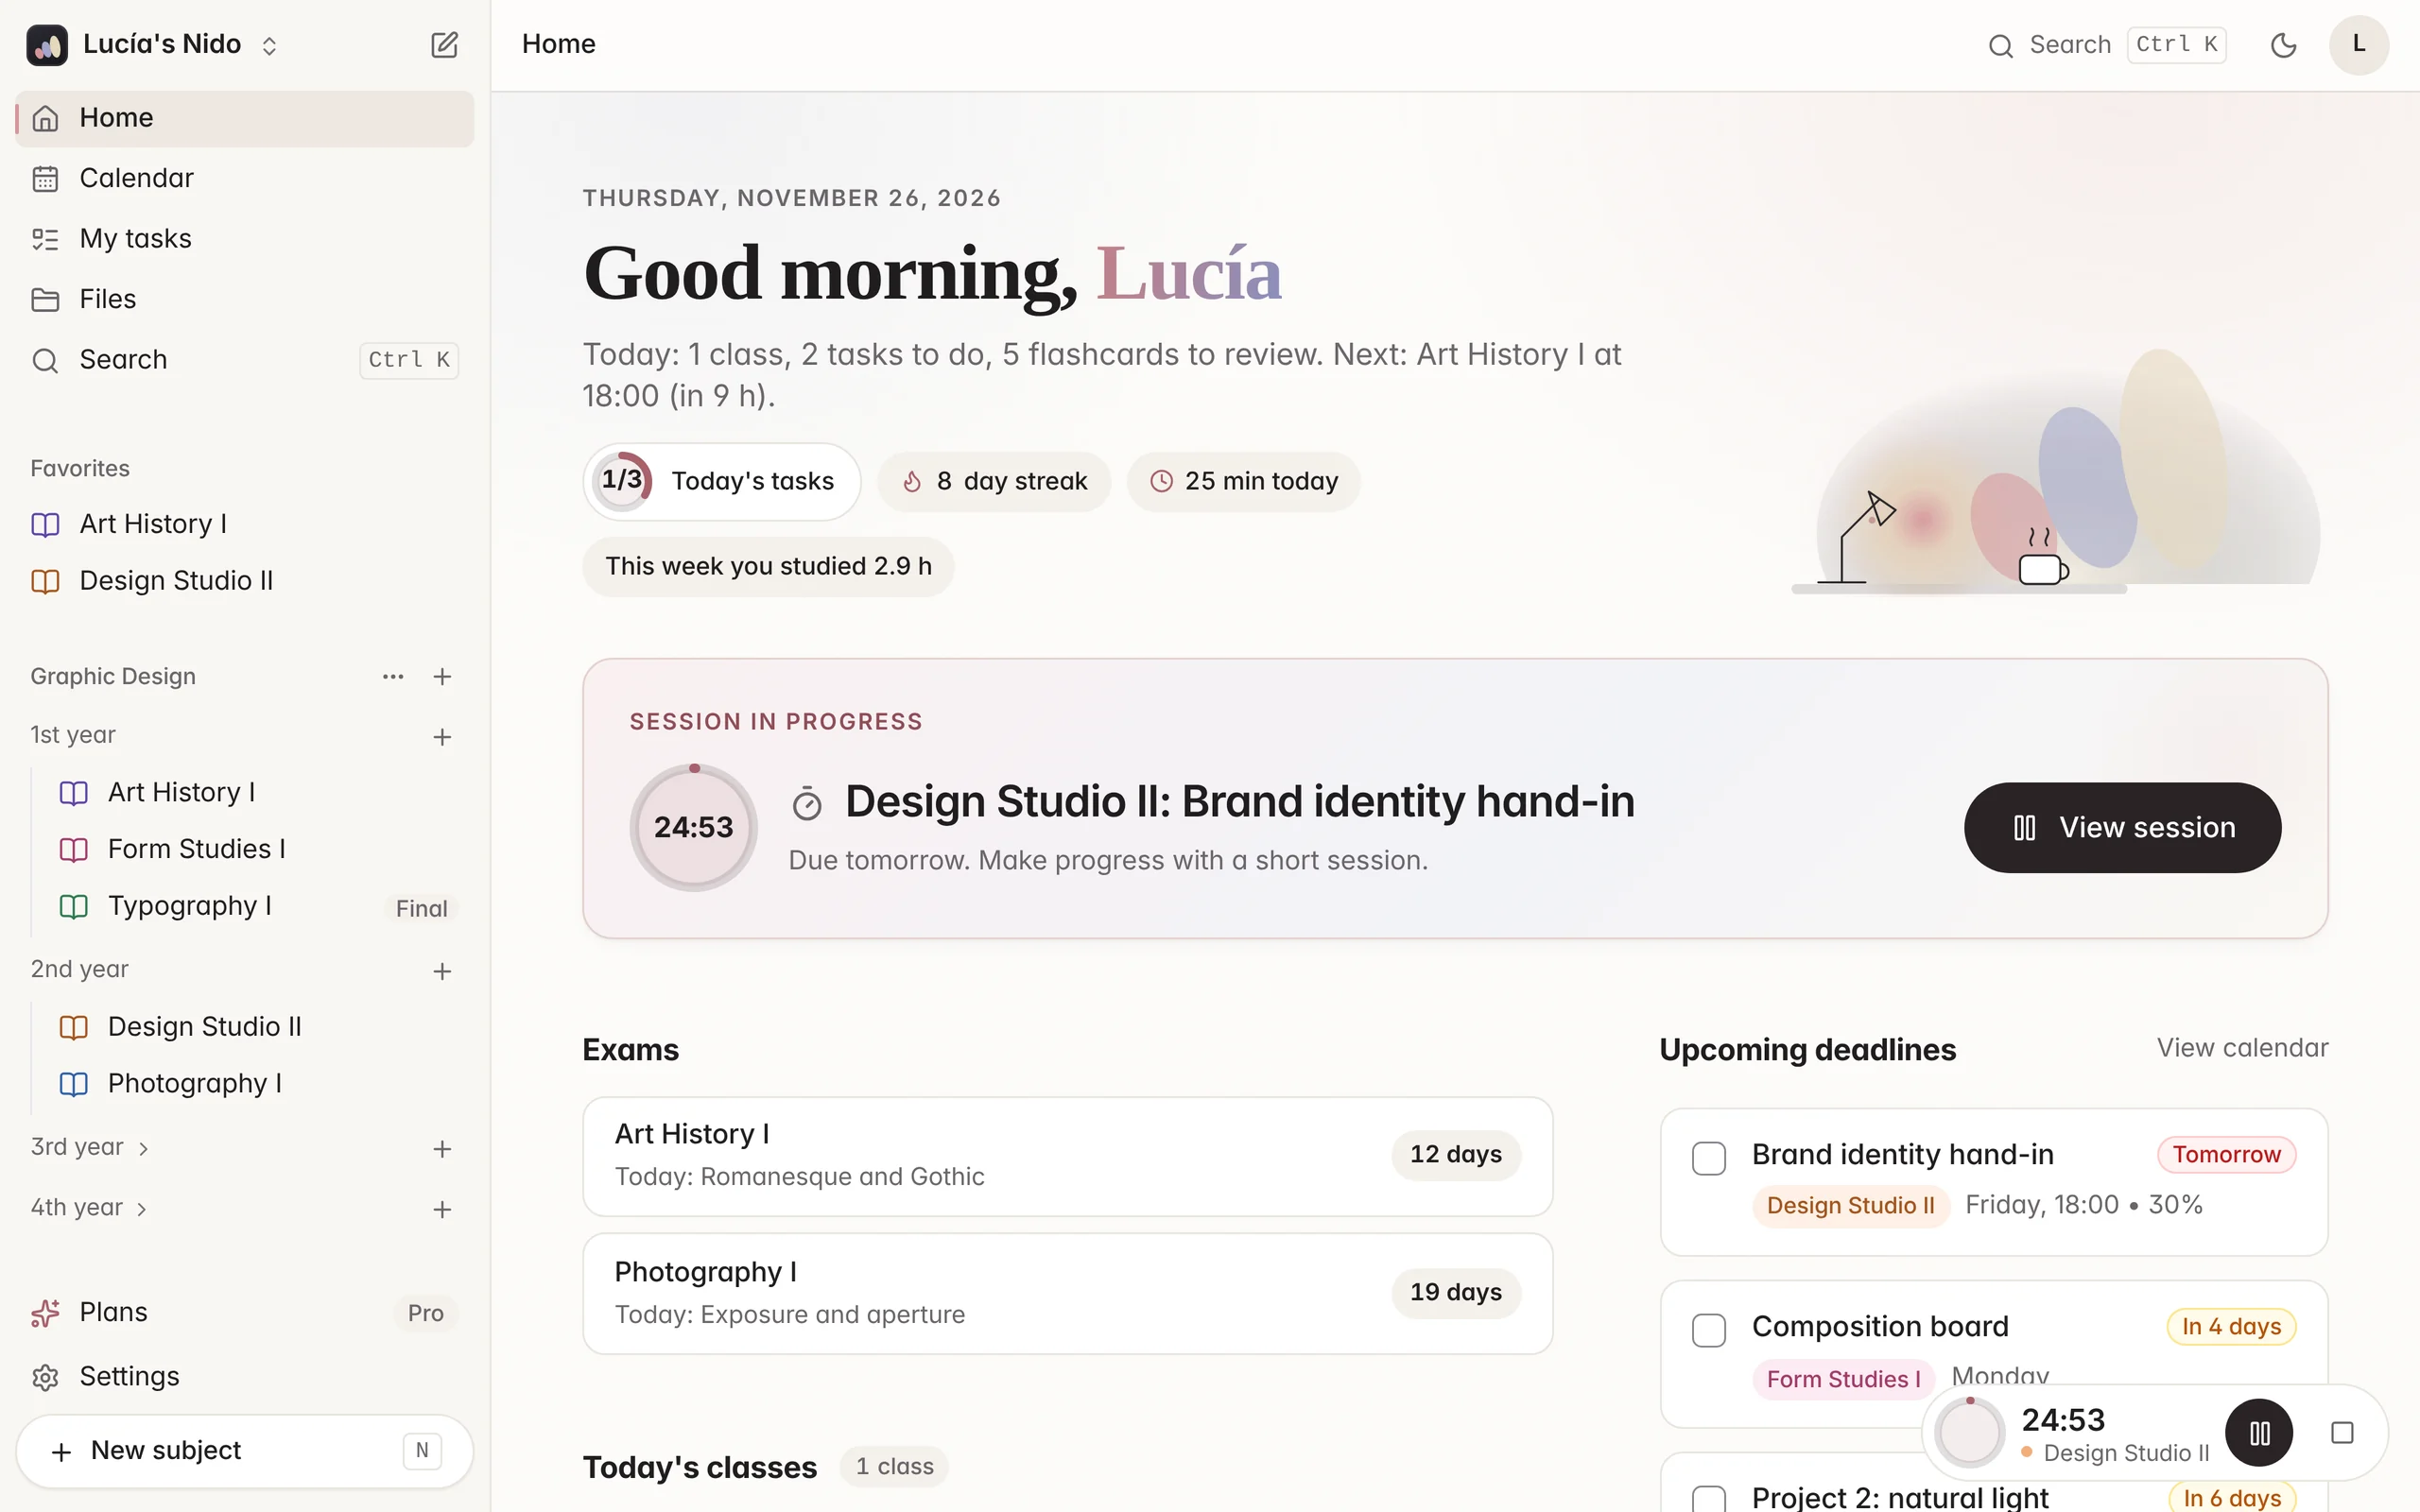 Lucía's Nido
Home
Calendar
My tasks
Files
Search Ctrl K
Favorites
Art History I
Design Studio II
Graphic Design
1st year
Art History I
Form Studies I
Typography I Final
2nd year
Design Studio II
Photography I
3rd year
4th year
Plans Pro
Settings
New subject N
Home
Search Ctrl K
L
THURSDAY, NOVEMBER 26, 2026
Good morning, Lucía
Today: 1 class, 2 tasks to do, 5 flashcards to review. Next: Art History I at
18:00 (in 9 h).
1/3 Today's tasks
8 day streak
25 min today
This week you studied 2.9 h
SESSION IN PROGRESS
24:53
Design Studio II: Brand identity hand-in
Due tomorrow. Make progress with a short session.
View session
Exams
Art History I
Today: Romanesque and Gothic
12 days
Photography I
Today: Exposure and aperture
19 days
Today's classes 1 class
Upcoming deadlines View calendar
Brand identity hand-in Tomorrow
Design Studio II Friday, 18:00 • 30%
Composition board In 4 days
Form Studies I Monday
Project 2: natural light In 6 days
24:53
Design Studio II